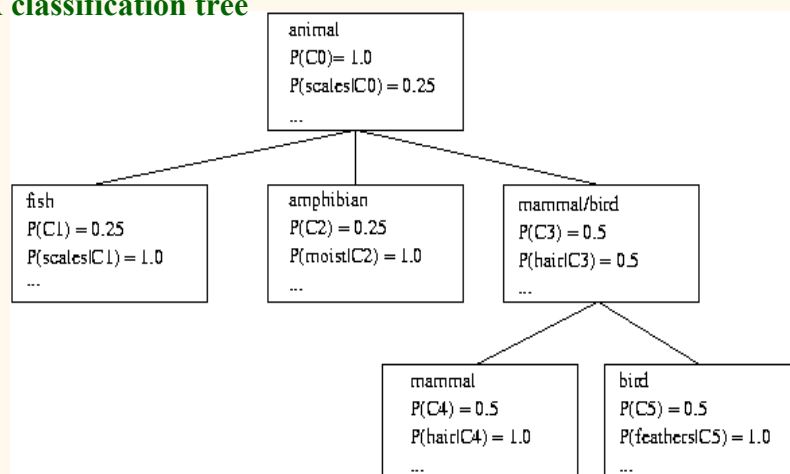 classification tree
animal
P(C0)= 1.0
P(scales|C0) = 0.25
...
fish
P(C1) = 0.25
P(scales|C1) = 1.0
...
amphibian
P(C2) = 0.25
P(moist|C2) = 1.0
...
mammal/bird
P(C3) = 0.5
P(hair|C3) = 0.5
...
mammal
P(C4) = 0.5
P(hair|C4) = 1.0
...
bird
P(C5) = 0.5
P(feathers|C5) = 1.0
...